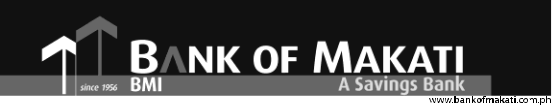 BANK OF MAKATI
since 1956 BMI A Savings Bank
www.bankofmakati.com.ph